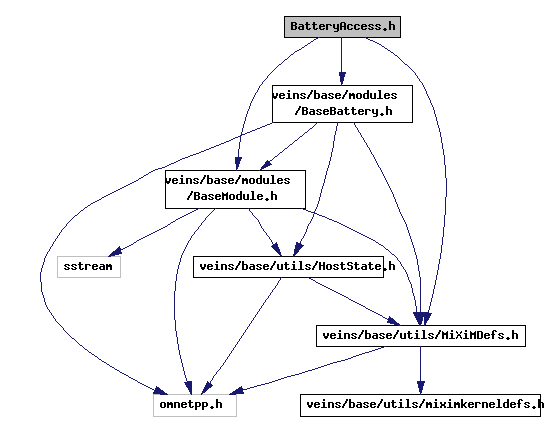 BatteryAccess.h
veins/base/modules
/BaseBattery.h
veins/base/modules
/BaseModule.h
sstream
veins/base/utils/HostState.h
veins/base/utils/MiXiMDefs.h
omnetpp.h
veins/base/utils/miximkerneldefs.h